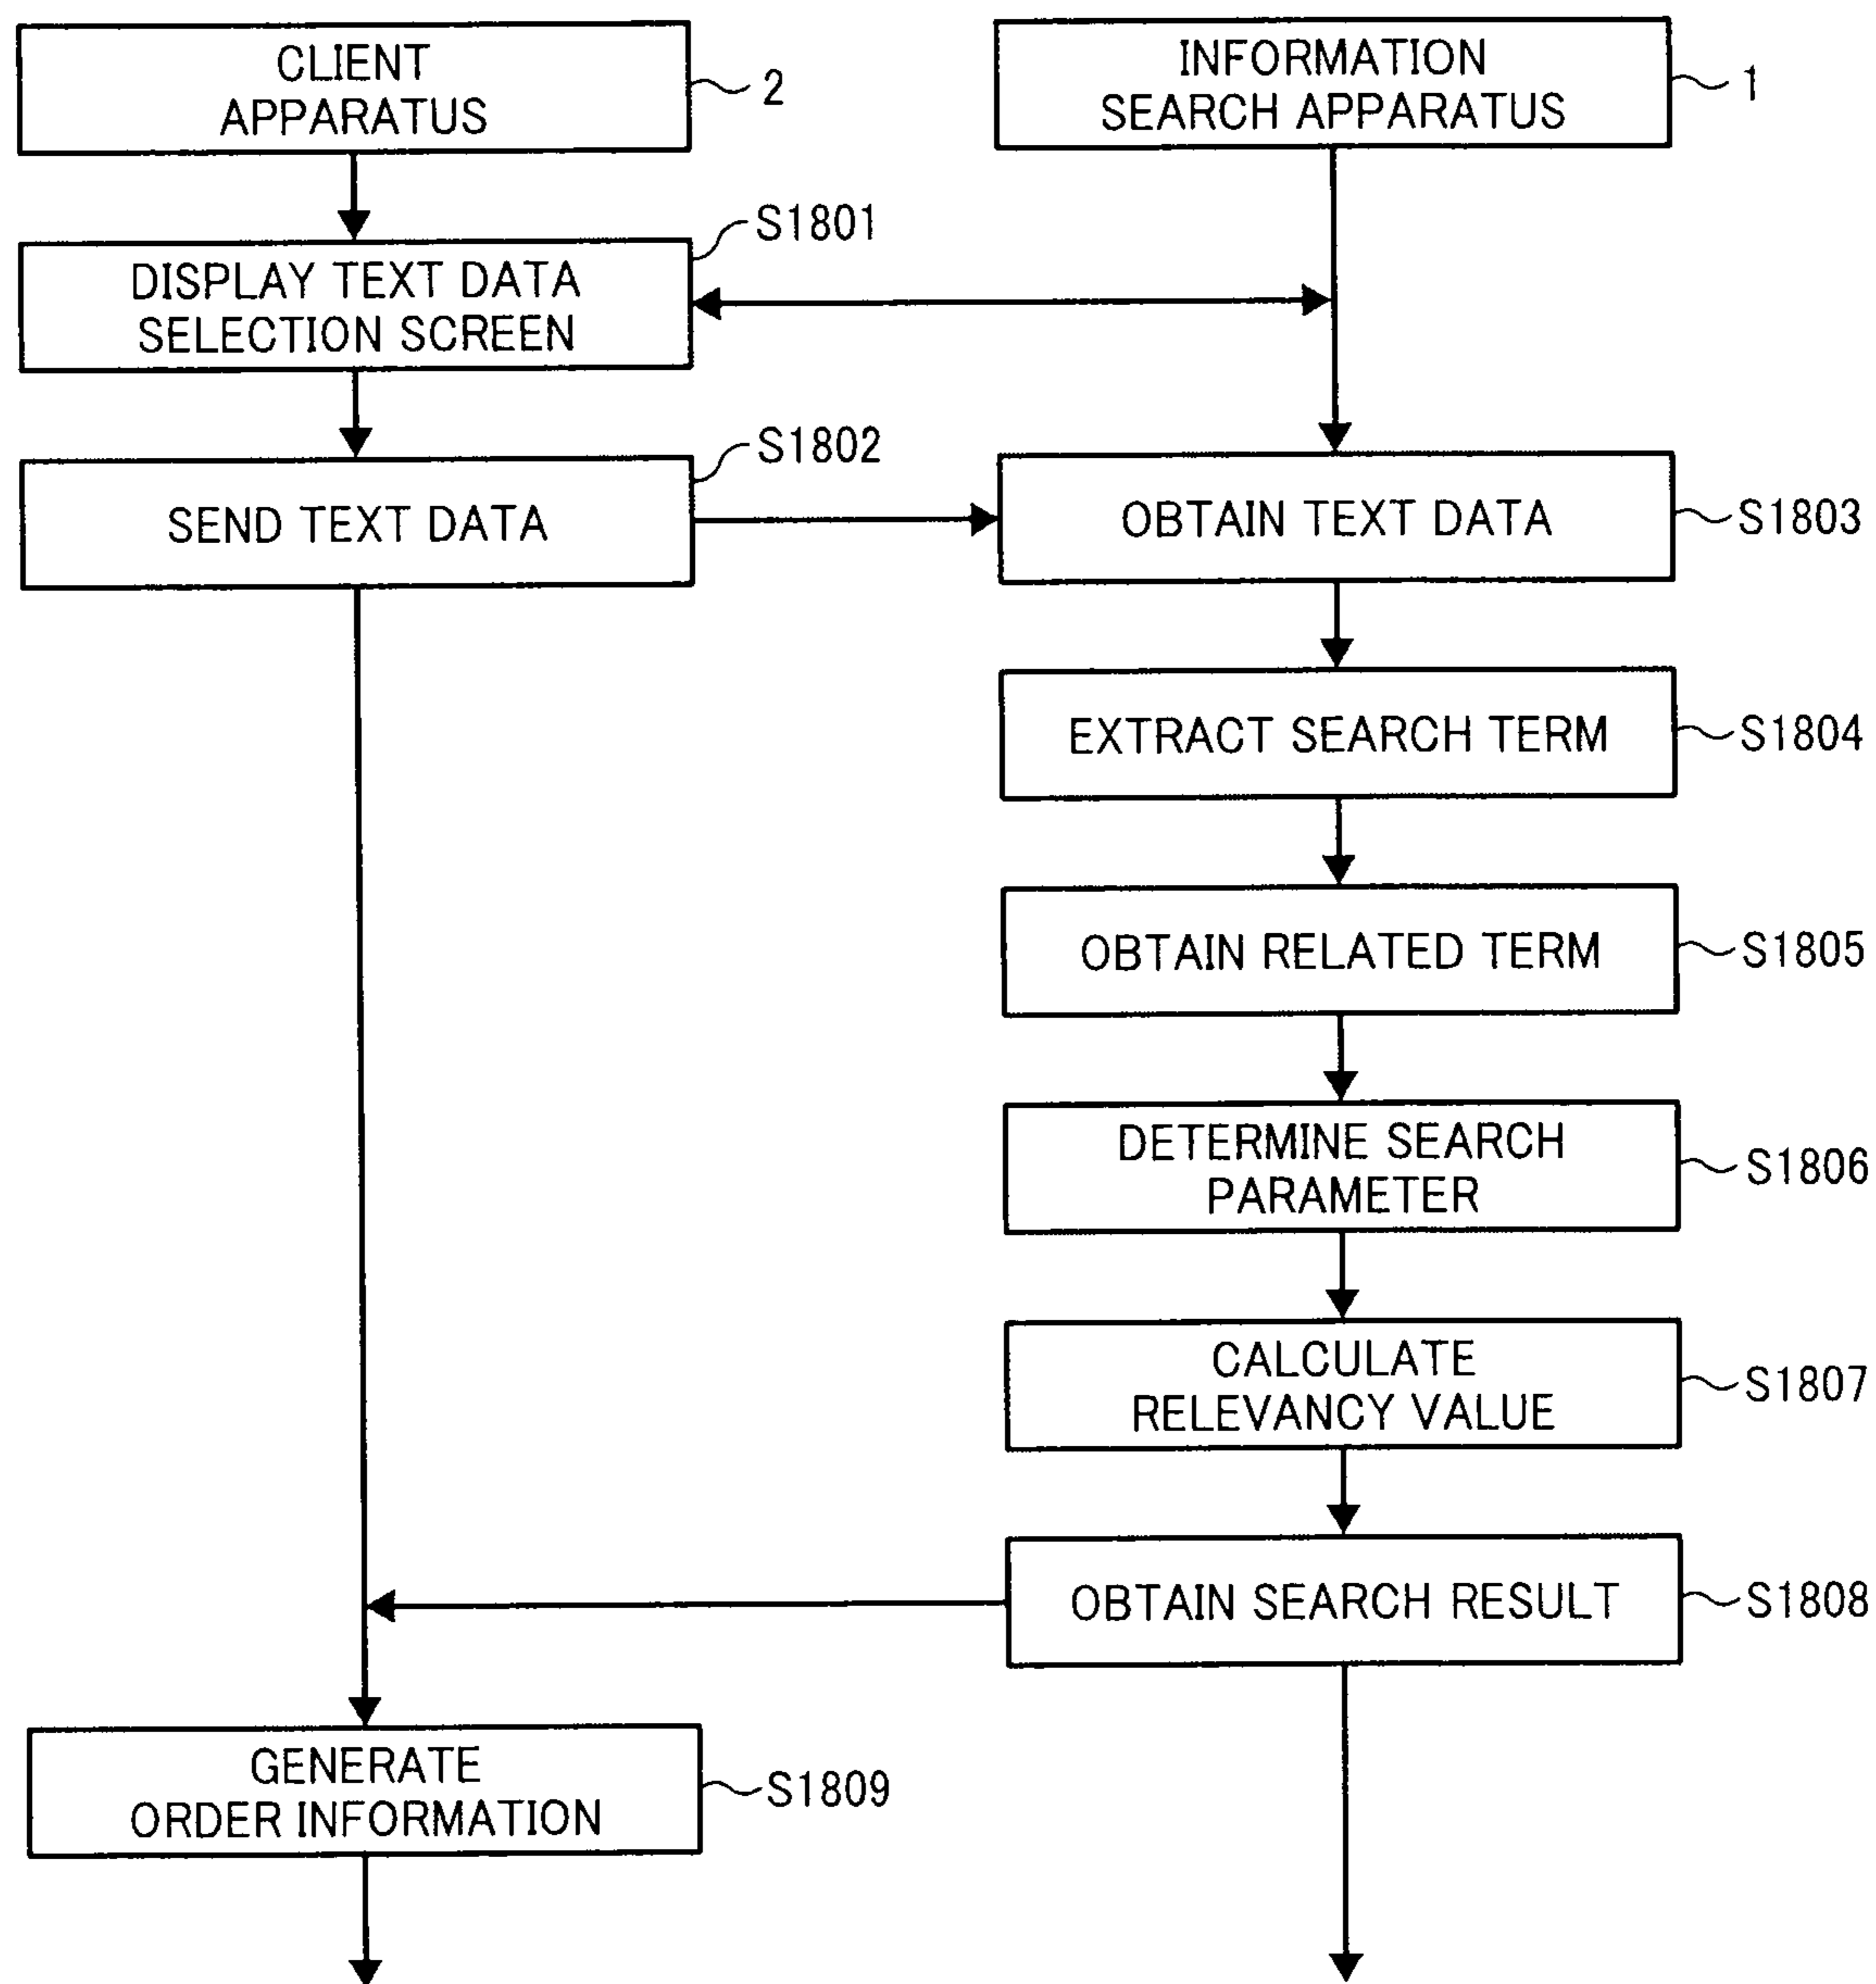 CLIENT
APPARATUS
2
INFORMATION
SEARCH APPARATUS
1
S1801
DISPLAY TEXT DATA
SELECTION SCREEN
S1802
SEND TEXT DATA
OBTAIN TEXT DATA
S1803
EXTRACT SEARCH TERM
S1804
OBTAIN RELATED TERM
S1805
DETERMINE SEARCH
PARAMETER
S1806
CALCULATE
RELEVANCY VALUE
S1807
OBTAIN SEARCH RESULT
S1808
GENERATE
ORDER INFORMATION
S1809